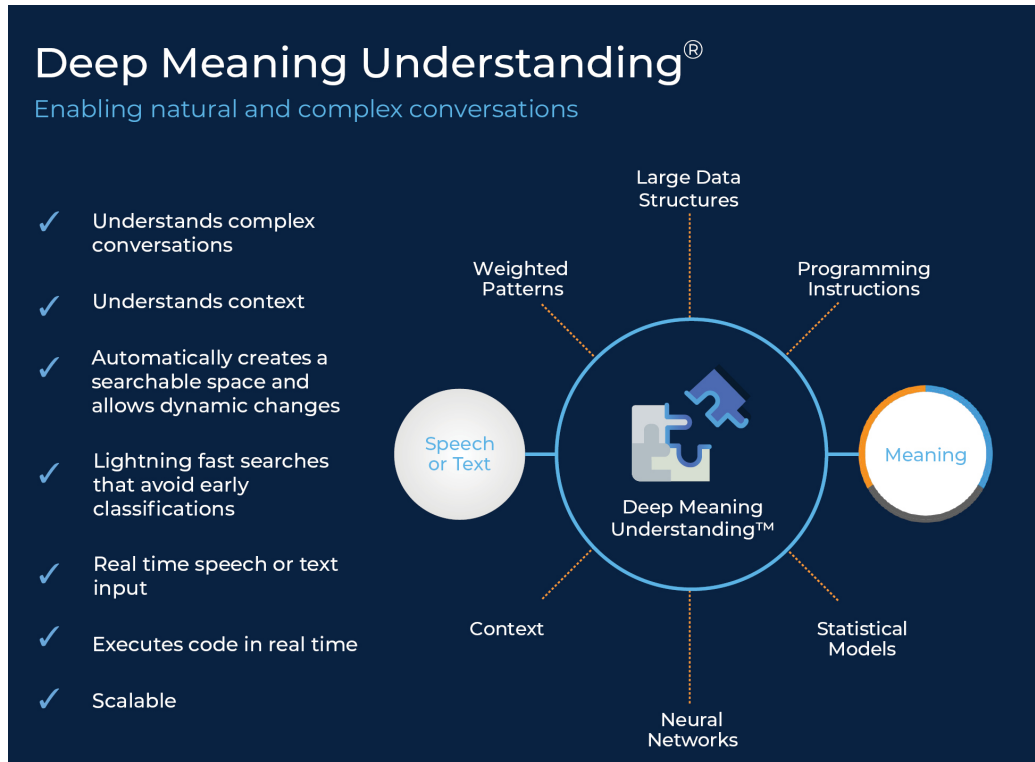 Deep Meaning Understanding®
Enabling natural and complex conversations
✓ Understands complex
conversations
✓ Understands context
✓ Automatically creates a
searchable space and
allows dynamic changes
✓ Lightning fast searches
that avoid early
classifications
✓ Real time speech or text
input
✓ Executes code in real time
✓ Scalable
Large Data
Structures
Weighted
Patterns
Programming
Instructions
Speech
or Text
Deep Meaning
Understanding™
Meaning
Context
Statistical
Models
Neural
Networks